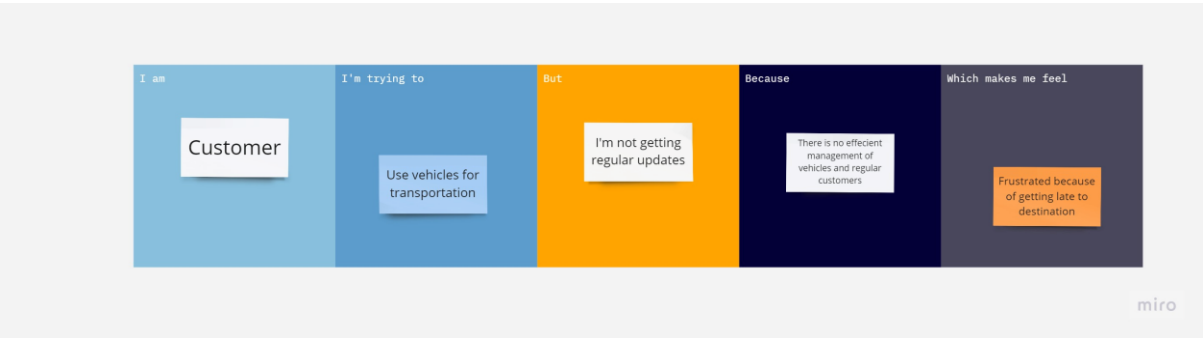 I am
Customer
I'm trying to
Use vehicles for
transportation
But
I'm not getting
regular updates
Because
There is no effecient
management of
vehicles and regular
customers
Which makes me feel
Frustrated because
of getting late to
destination
miro